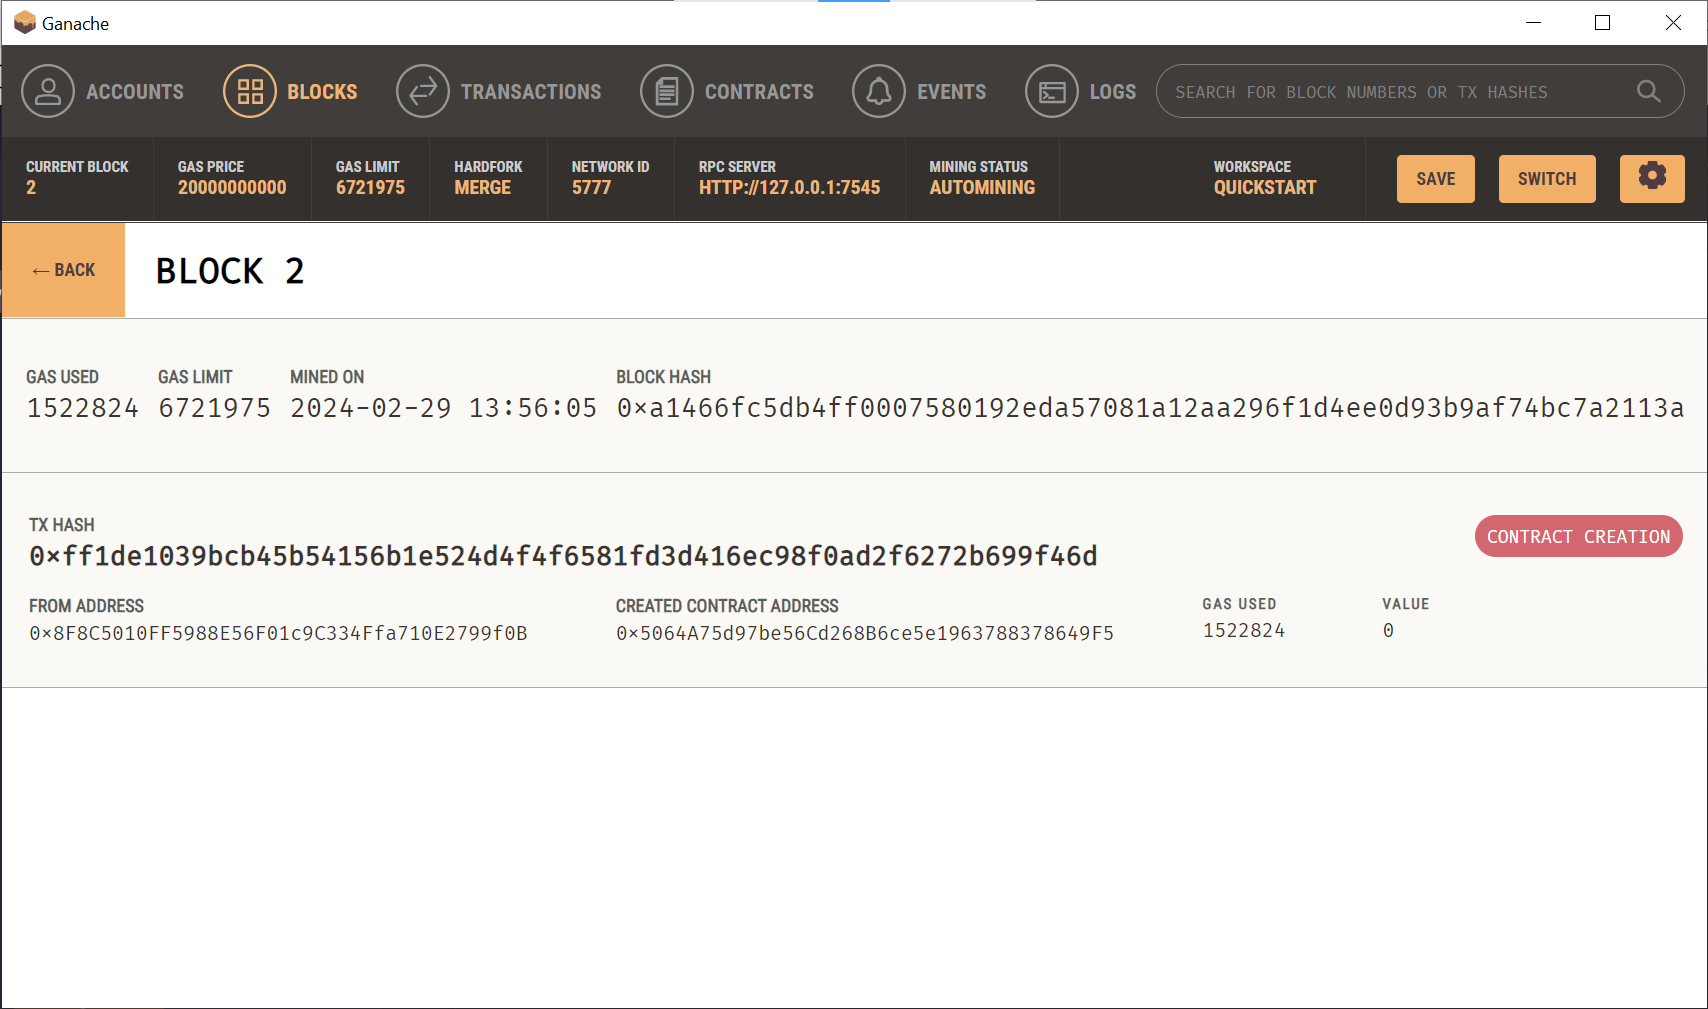 Ganache
ACCOUNTS BLOCKS TRANSACTIONS CONTRACTS EVENTS LOGS SEARCH FOR BLOCK NUMBERS OR TX HASHES
CURRENT BLOCK GAS PRICE GAS LIMIT HARDFORK NETWORK ID RPC SERVER MINING STATUS WORKSPACE
2 20000000000 6721975 MERGE 5777 HTTP://127.0.0.1:7545 AUTOMINING QUICKSTART
SAVE SWITCH
← BACK BLOCK 2
GAS USED GAS LIMIT MINED ON BLOCK HASH
1522824 6721975 2024-02-29 13:56:05 0×a1466fc5db4ff0007580192eda57081a12aa296f1d4ee0d93b9af74bc7a2113a
TX HASH
0×ff1de1039bcb45b54156b1e524d4f4f6581fd3d416ec98f0ad2f6272b699f46d
CONTRACT CREATION
FROM ADDRESS CREATED CONTRACT ADDRESS GAS USED VALUE
0×8F8C5010FF5988E56F01c9C334Ffa710E2799f0B 0×5064A75d97be56Cd268B6ce5e1963788378649F5 1522824 0